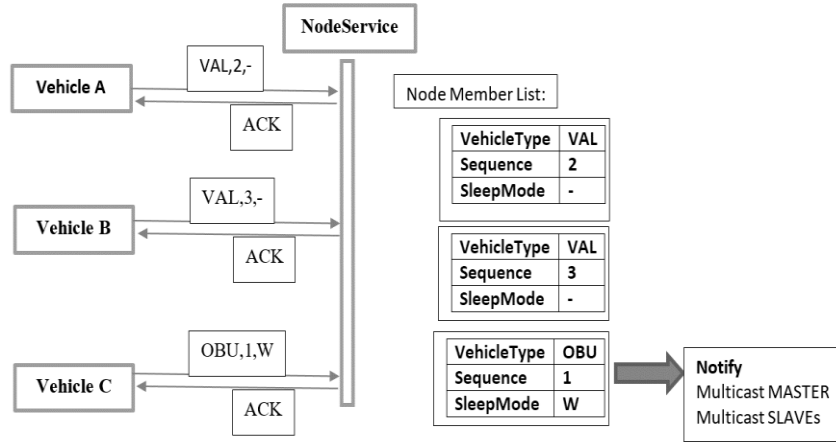 NodeService
VAL,2,-
Vehicle A
ACK
VAL,3,-
Vehicle B
ACK
OBU,1,W
Vehicle C
ACK
Node Member List:
VehicleType VAL
Sequence 2
SleepMode -
VehicleType VAL
Sequence 3
SleepMode -
VehicleType OBU
Sequence 1
SleepMode W
Notify
Multicast MASTER
Multicast SLAVEs